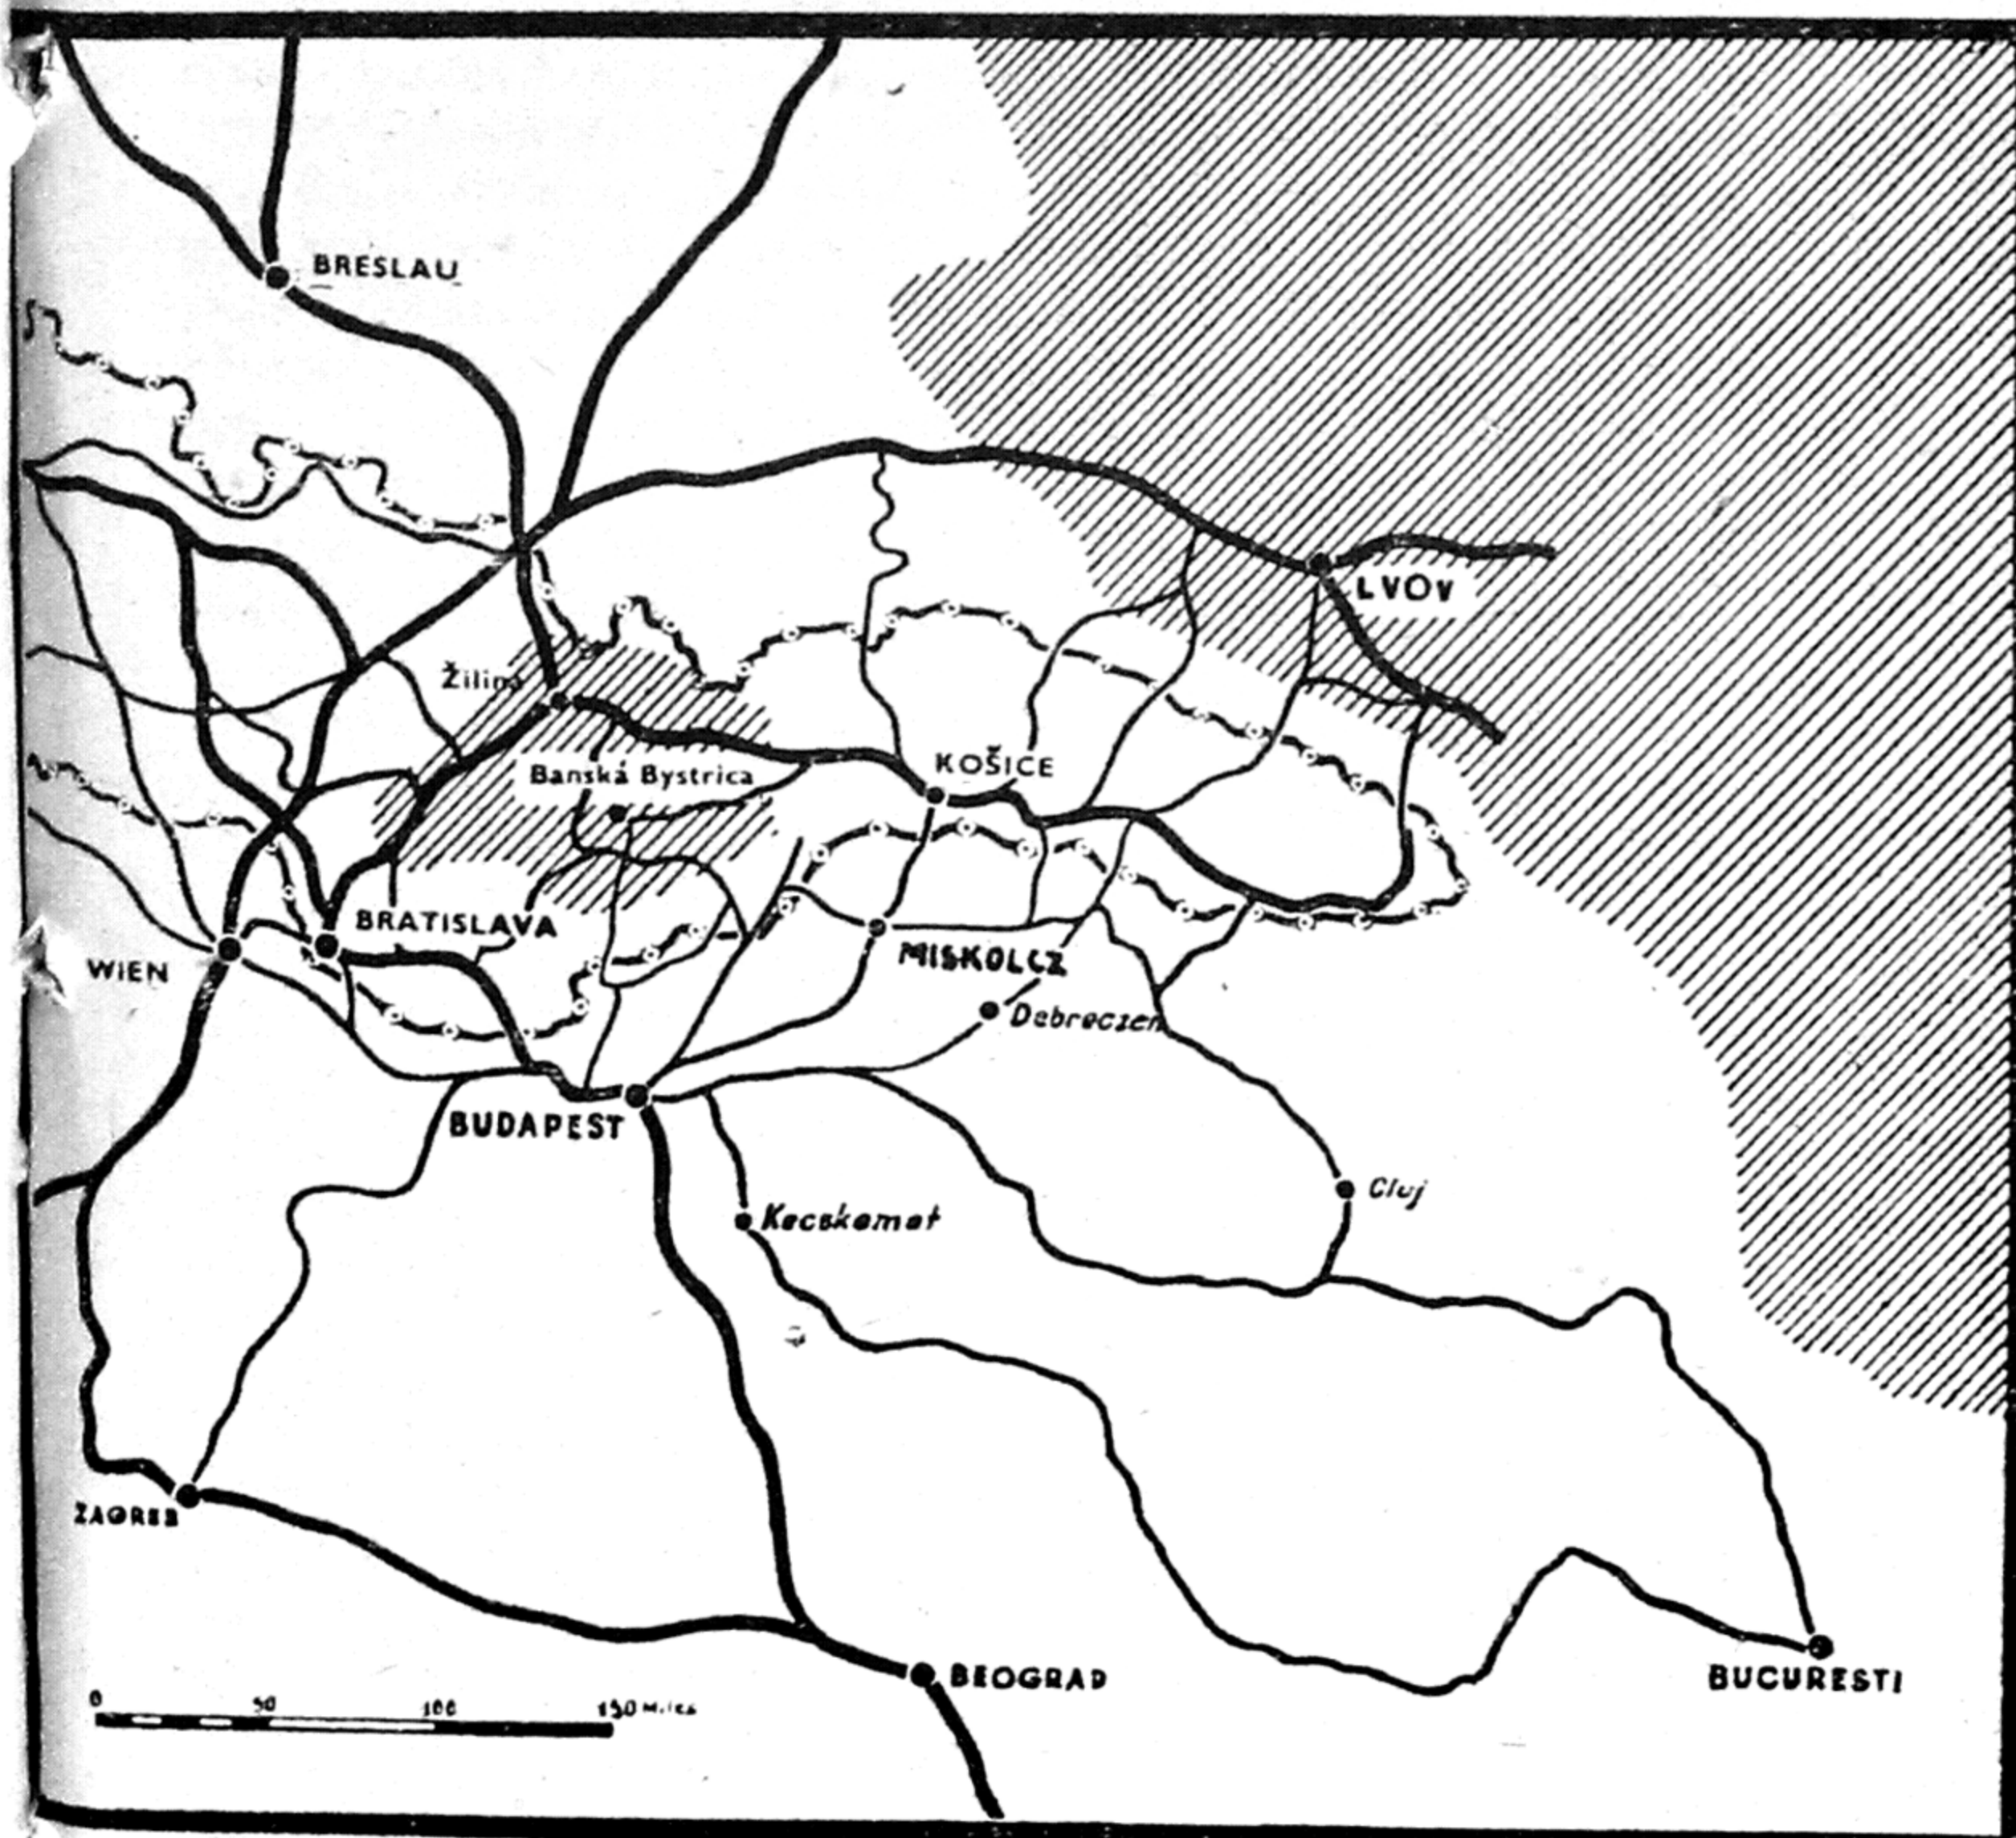 BRESLAU
LVOV
Žilina
Banská Bystrica
KOŠICE
BRATISLAVA
WIEN
MISKOLCZ
Debreczen
BUDAPEST
Kecskemet
Cluj
ZAGREB
BEOGRAD
BUCURESTI
0 50 100 150 Miles